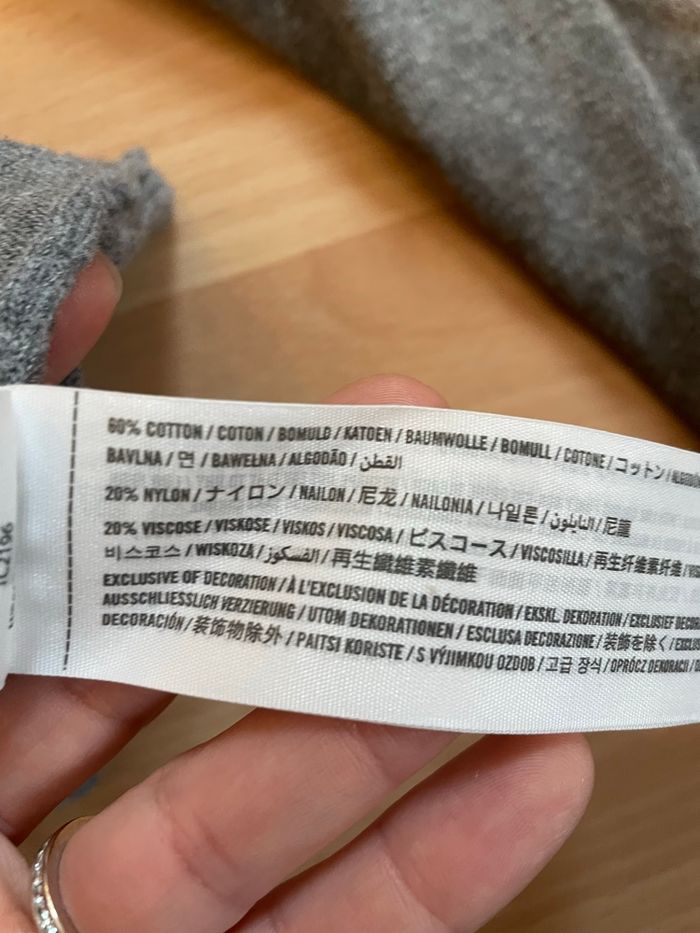 60% COTTON / COTON / BOMULD / KATOEN / BAUMWOLLE / BOMULL / COTONE / コットン /
BAVLNA / 면 / BAWEŁNA / ALGODÃO / القطن
20% NYLON / ナイロン / NAILON / 尼龙 / NAILONIA / 나일론 / النايلون / 尼龍
20% VISCOSE / VISKOSE / VISKOS / VISCOSA / ビスコース / VISCOSILLA / 再生纤维素纤维 /
비스코스 / WISKOZA / الفسكوز / 再生纖維素纖維
EXCLUSIVE OF DECORATION / À L'EXCLUSION DE LA DÉCORATION / EKSKL. DEKORATION / EXCLUSIEF
AUSSCHLIESSLICH VERZIERUNG / UTOM DEKORATIONEN / ESCLUSA DECORAZIONE / 装飾を除く /
DECORACIÓN / 装饰物除外 / PAITSI KORISTE / S VÝJIMKOU OZDOB / 고급 장식 / OPRÓCZ DEKORACJI /